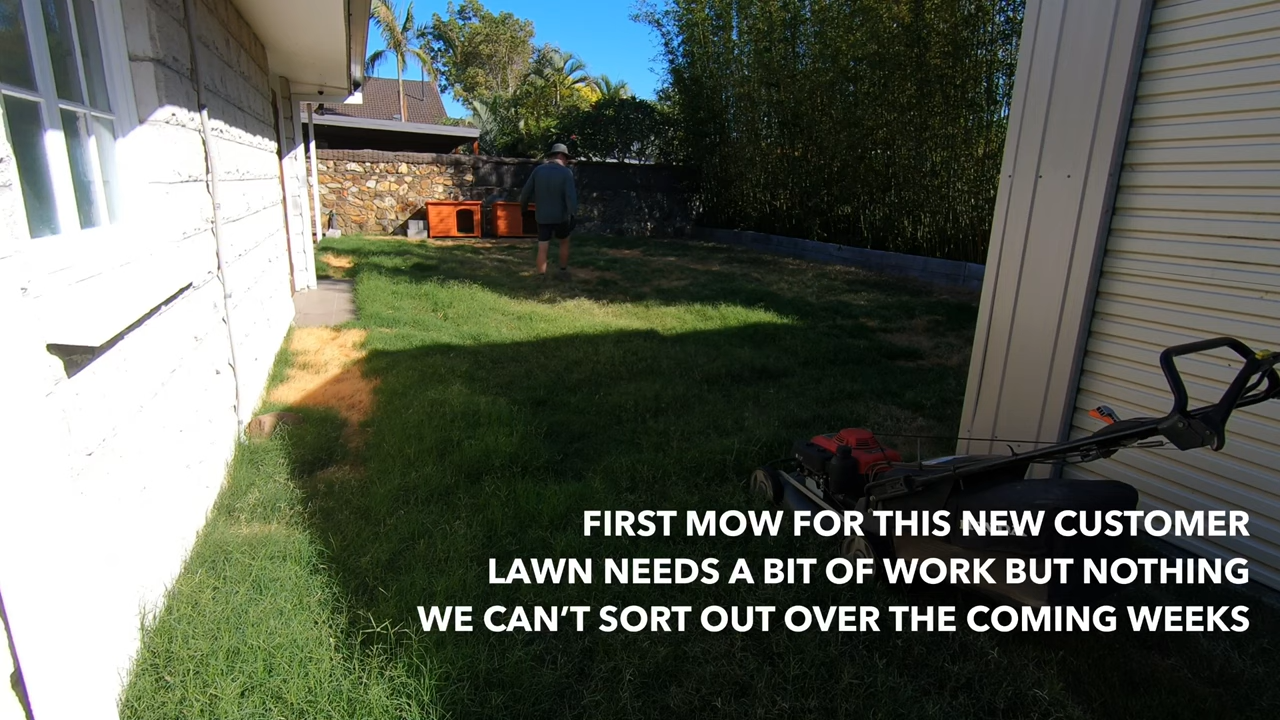 FIRST MOW FOR THIS NEW CUSTOMER
LAWN NEEDS A BIT OF WORK BUT NOTHING
WE CAN’T SORT OUT OVER THE COMING WEEKS